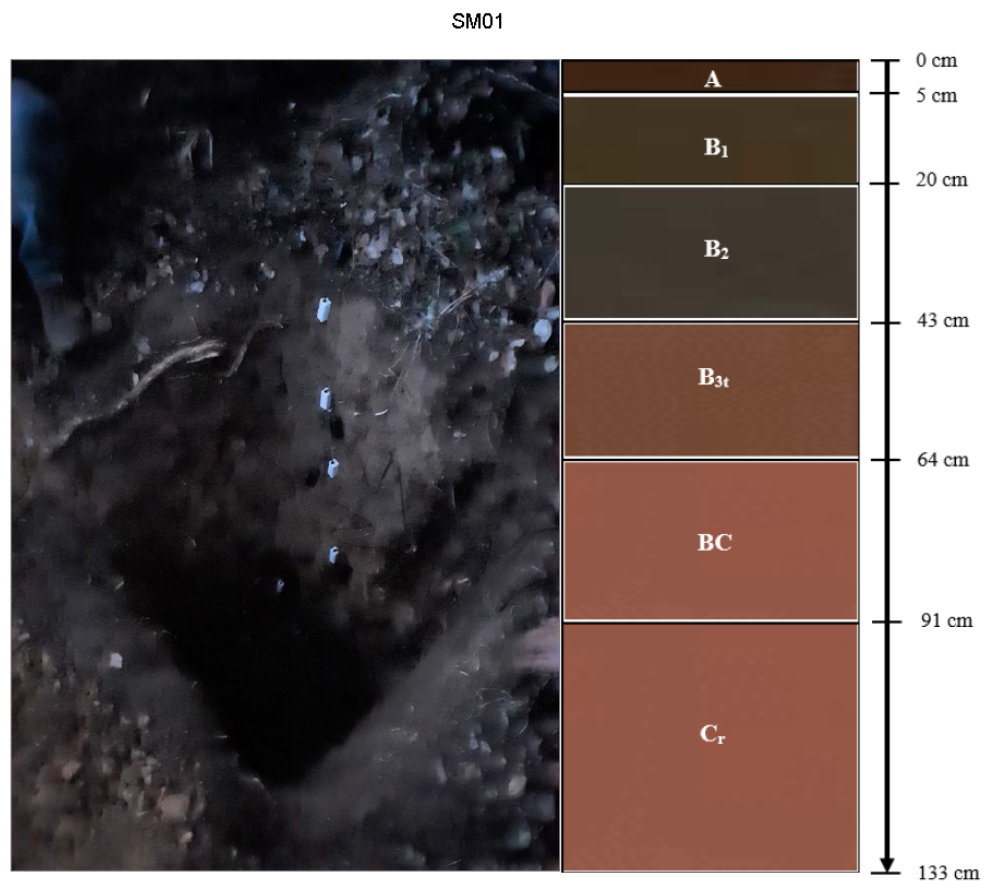 SM01
A
0 cm
5 cm
B₁
20 cm
B₂
43 cm
B₃ₜ
64 cm
BC
91 cm
Cᵣ
133 cm